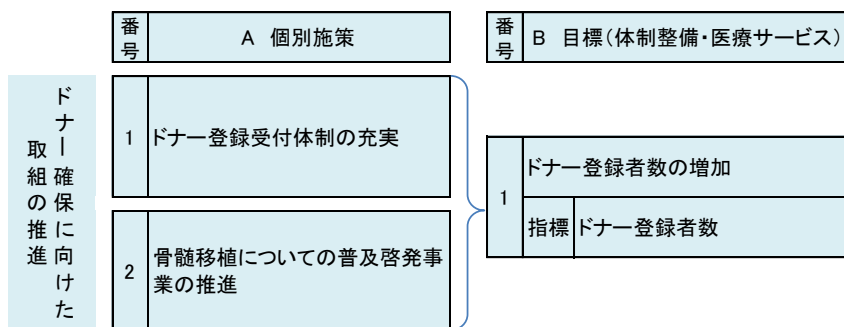 番号
A 個別施策
番号
B 目標(体制整備・医療サービス)
ドナー確保に向けた
取組の推進
1
ドナー登録受付体制の充実
2
骨髄移植についての普及啓発事
業の推進
1
ドナー登録者数の増加
指標
ドナー登録者数